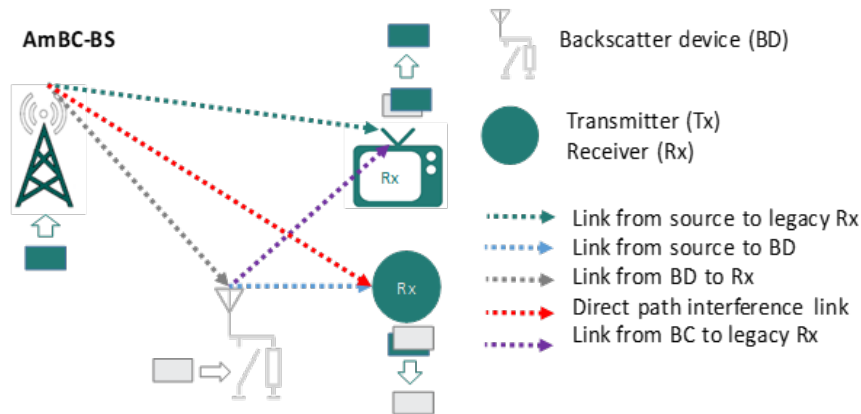 AmBC-BS
Backscatter device (BD)
Rx
Transmitter (Tx)
Receiver (Rx)
Rx
Link from source to legacy Rx
Link from source to BD
Link from BD to Rx
Direct path interference link
Link from BC to legacy Rx